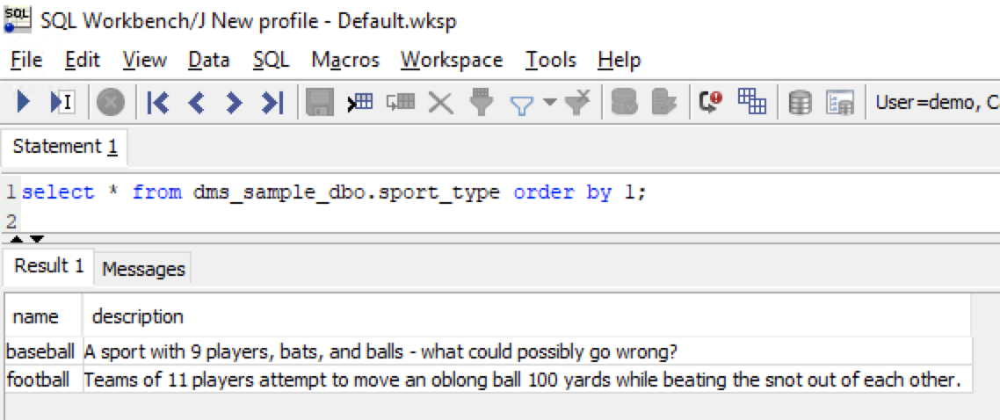 SQL SQL Workbench/J New profile - Default.wksp
File Edit View Data SQL Macros Workspace Tools Help
User=demo, C
Statement 1
1 select * from dms_sample_dbo.sport_type order by 1;
2
Result 1 Messages
name description
baseball A sport with 9 players, bats, and balls - what could possibly go wrong?
football Teams of 11 players attempt to move an oblong ball 100 yards while beating the snot out of each other.